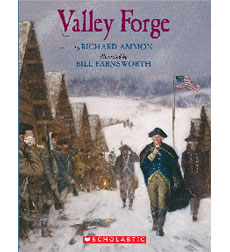 Valley Forge
by RICHARD AMMON
Illustrated by
BILL FARNSWORTH
SCHOLASTIC